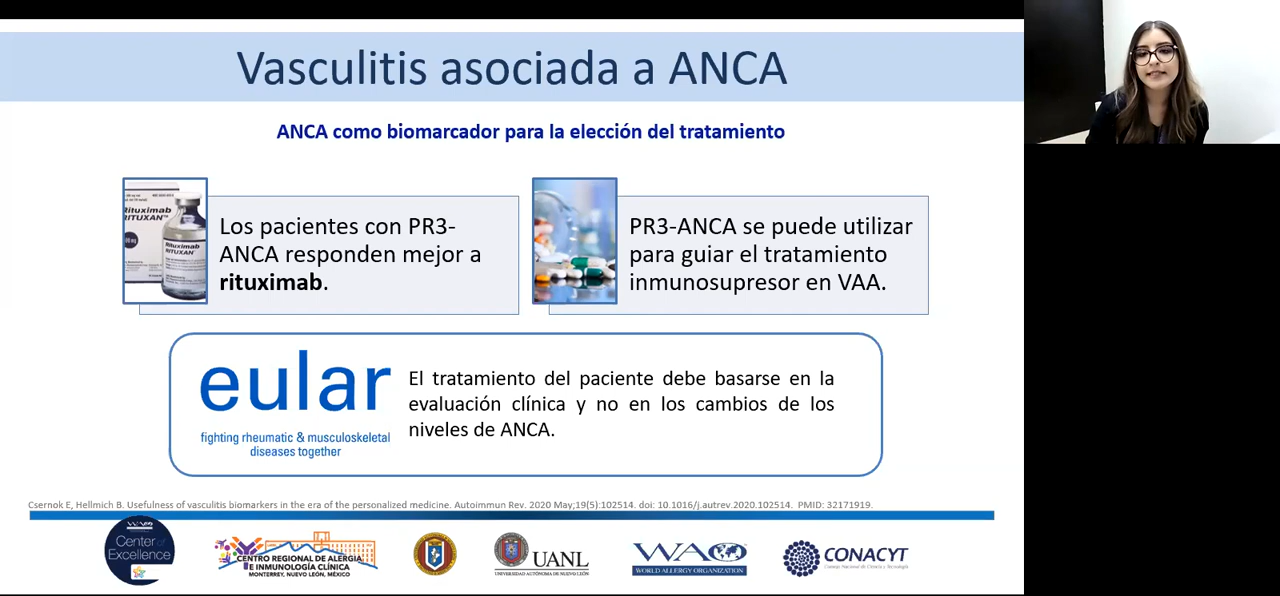 Vasculitis asociada a ANCA
ANCA como biomarcador para la elección del tratamiento
Rituximab
RITUXAN
Rituximab
RITUXAN
Los pacientes con PR3-
ANCA responden mejor a
rituximab.
PR3-ANCA se puede utilizar
para guiar el tratamiento
inmunosupresor en VAA.
eular
fighting rheumatic & musculoskeletal
diseases together
El tratamiento del paciente debe basarse en la
evaluación clínica y no en los cambios de los
niveles de ANCA.
Csernok E, Hellmich B. Usefulness of vasculitis biomarkers in the era of the personalized medicine. Autoimmun Rev. 2020 May;19(5):102514. doi: 10.1016/j.autrev.2020.102514. PMID: 32171919.
WAO
Center of
Excellence
CENTRO REGIONAL DE ALERGIA
E INMUNOLOGÍA CLÍNICA
MONTERREY, NUEVO LEÓN, MÉXICO
UANL
UNIVERSIDAD AUTÓNOMA DE NUEVO LEÓN
WAO
WORLD ALLERGY ORGANIZATION
CONACYT
Consejo Nacional de Ciencia y Tecnología